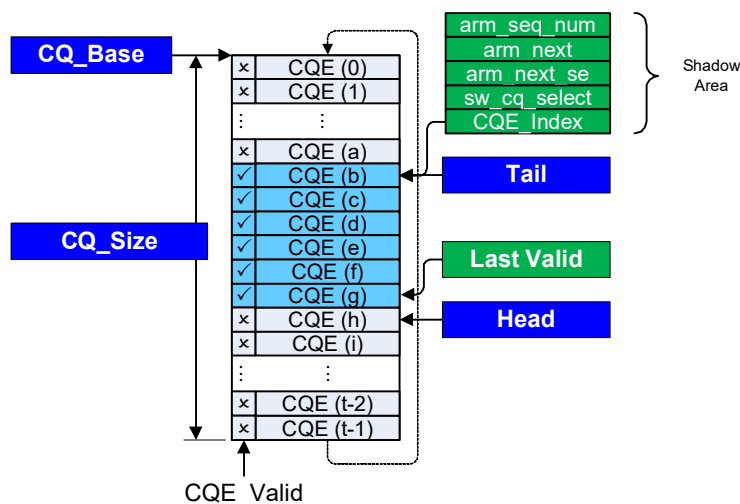 CQ_Base
CQ_Size
× CQE (0)
× CQE (1)
⋮ ⋮
× CQE (a)
✓ CQE (b)
✓ CQE (c)
✓ CQE (d)
✓ CQE (e)
✓ CQE (f)
✓ CQE (g)
× CQE (h)
× CQE (i)
⋮ ⋮
× CQE (t-2)
× CQE (t-1)
CQE_Valid
arm_seq_num
arm_next
arm_next_se
sw_cq_select
CQE_Index
Shadow
Area
Tail
Last Valid
Head